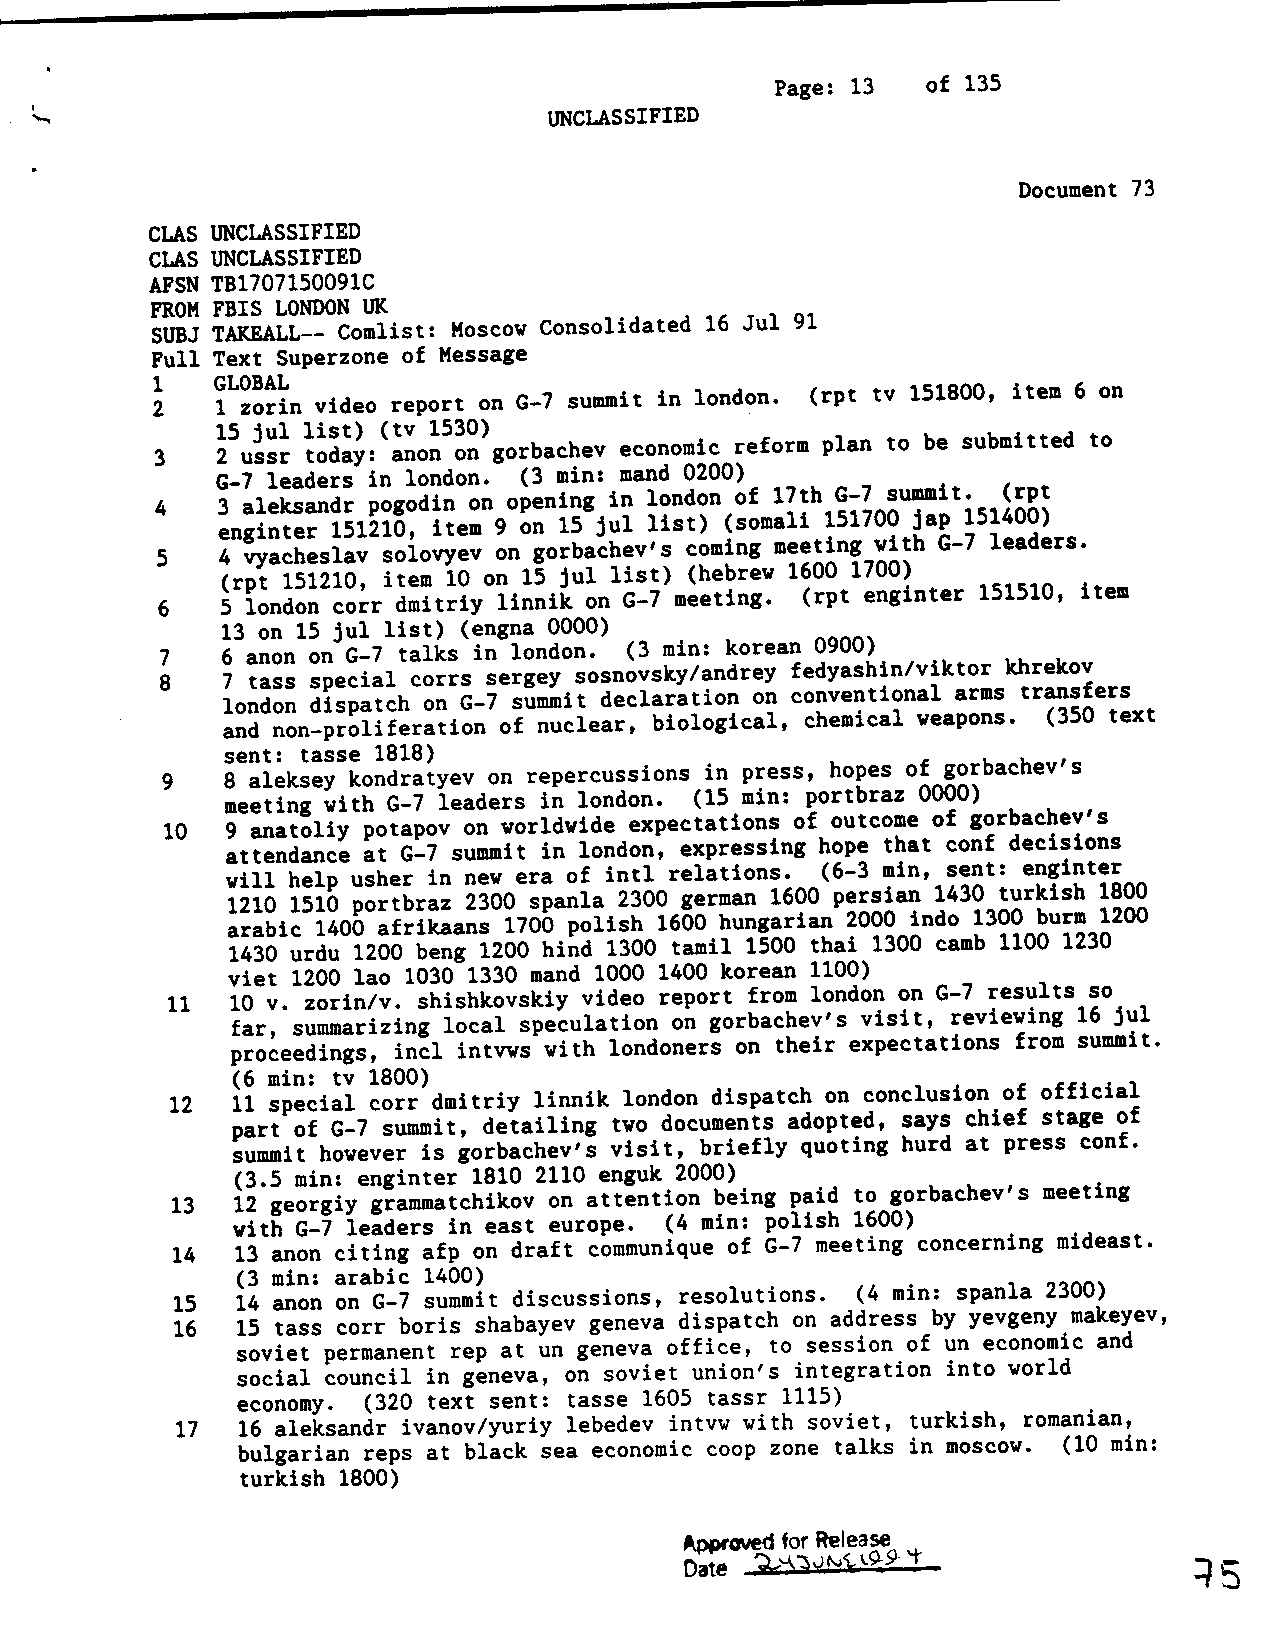 Page: 13 of 135
UNCLASSIFIED
Document 73
CLAS UNCLASSIFIED
CLAS UNCLASSIFIED
AFSN TB1707150091C
FROM FBIS LONDON UK
SUBJ TAKEALL-- Comlist: Moscow Consolidated 16 Jul 91
Full Text Superzone of Message
1 GLOBAL
2 1 zorin video report on G-7 summit in london. (rpt tv 151800, item 6 on
15 jul list) (tv 1530)
3 2 ussr today: anon on gorbachev economic reform plan to be submitted to
G-7 leaders in london. (3 min: mand 0200)
4 3 aleksandr pogodin on opening in london of 17th G-7 summit. (rpt
enginter 151210, item 9 on 15 jul list) (somali 151700 jap 151400)
5 4 vyacheslav solovyev on gorbachev's coming meeting with G-7 leaders.
(rpt 151210, item 10 on 15 jul list) (hebrew 1600 1700)
6 5 london corr dmitriy linnik on G-7 meeting. (rpt enginter 151510, item
13 on 15 jul list) (engna 0000)
7 6 anon on G-7 talks in london. (3 min: korean 0900)
8 7 tass special corrs sergey sosnovsky/andrey fedyashin/viktor khrekov
london dispatch on G-7 summit declaration on conventional arms transfers
and non-proliferation of nuclear, biological, chemical weapons. (350 text
sent: tasse 1818)
9 8 aleksey kondratyev on repercussions in press, hopes of gorbachev's
meeting with G-7 leaders in london. (15 min: portbraz 0000)
10 9 anatoliy potapov on worldwide expectations of outcome of gorbachev's
attendance at G-7 summit in london, expressing hope that conf decisions
will help usher in new era of intl relations. (6-3 min, sent: enginter
1210 1510 portbraz 2300 spanla 2300 german 1600 persian 1430 turkish 1800
arabic 1400 afrikaans 1700 polish 1600 hungarian 2000 indo 1300 burm 1200
1430 urdu 1200 beng 1200 hind 1300 tamil 1500 thai 1300 camb 1100 1230
viet 1200 lao 1030 1330 mand 1000 1400 korean 1100)
11 10 v. zorin/v. shishkovskiy video report from london on G-7 results so
far, summarizing local speculation on gorbachev's visit, reviewing 16 jul
proceedings, incl intvws with londoners on their expectations from summit.
(6 min: tv 1800)
12 11 special corr dmitriy linnik london dispatch on conclusion of official
part of G-7 summit, detailing two documents adopted, says chief stage of
summit however is gorbachev's visit, briefly quoting hurd at press conf.
(3.5 min: enginter 1810 2110 enguk 2000)
13 12 georgiy grammatchikov on attention being paid to gorbachev's meeting
with G-7 leaders in east europe. (4 min: polish 1600)
14 13 anon citing afp on draft communique of G-7 meeting concerning mideast.
(3 min: arabic 1400)
15 14 anon on G-7 summit discussions, resolutions. (4 min: spanla 2300)
16 15 tass corr boris shabayev geneva dispatch on address by yevgeny makeyev,
soviet permanent rep at un geneva office, to session of un economic and
social council in geneva, on soviet union's integration into world
economy. (320 text sent: tasse 1605 tassr 1115)
17 16 aleksandr ivanov/yuriy lebedev intvw with soviet, turkish, romanian,
bulgarian reps at black sea economic coop zone talks in moscow. (10 min:
turkish 1800)
Approved for Release
Date 24 JUNE 1994
75